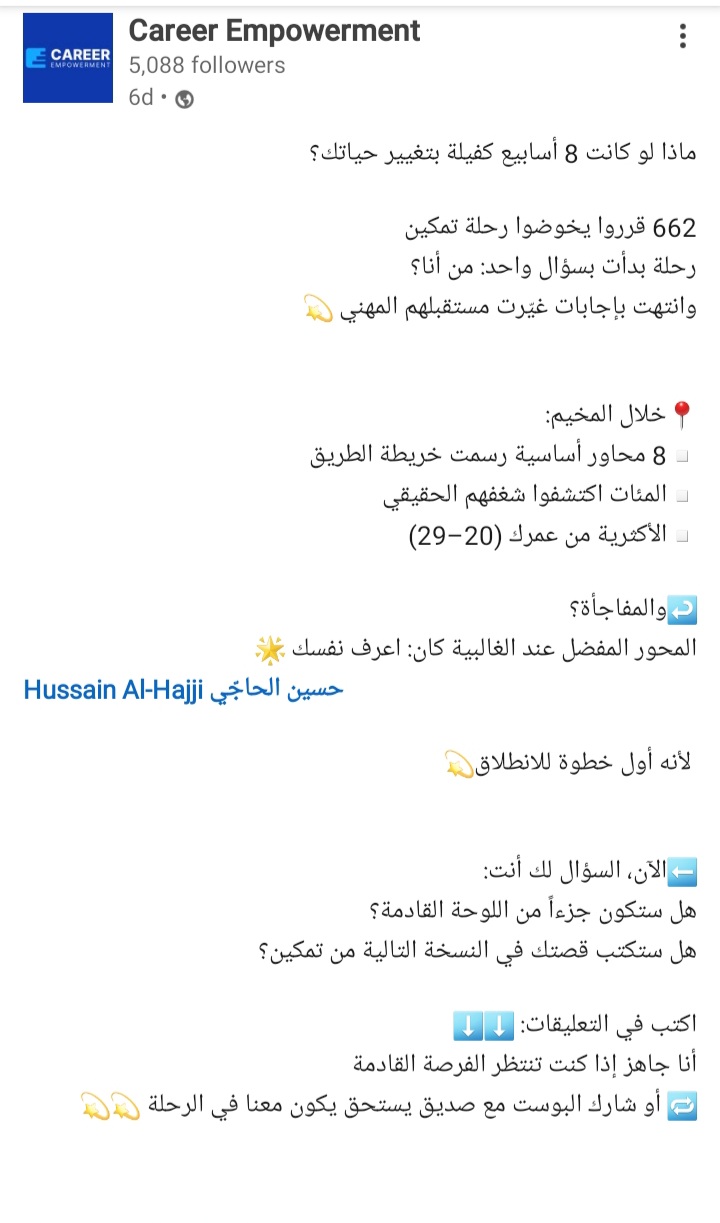 CAREER
EMPOWERMENT
Career Empowerment
5,088 followers
6d •
ماذا لو كانت 8 أسابيع كفيلة بتغيير حياتك؟
662 قرروا يخوضوا رحلة تمكين
رحلة بدأت بسؤال واحد: من أنا؟
وانتهت بإجابات غيّرت مستقبلهم المهني 💫
📍خلال المخيم:
▫️ 8 محاور أساسية رسمت خريطة الطريق
▫️ المئات اكتشفوا شغفهم الحقيقي
▫️ الأكثرية من عمرك (20–29)
↩️والمفاجأة؟
المحور المفضل عند الغالبية كان: اعرف نفسك 🌟
حسين الحاجّي Hussain Al-Hajji
لأنه أول خطوة للانطلاق💫
⬅️الآن، السؤال لك أنت:
هل ستكون جزءاً من اللوحة القادمة؟
هل ستكتب قصتك في النسخة التالية من تمكين؟
اكتب في التعليقات: ⬇️⬇️
أنا جاهز إذا كنت تنتظر الفرصة القادمة
🔁 أو شارك البوست مع صديق يستحق يكون معنا في الرحلة 💫💫